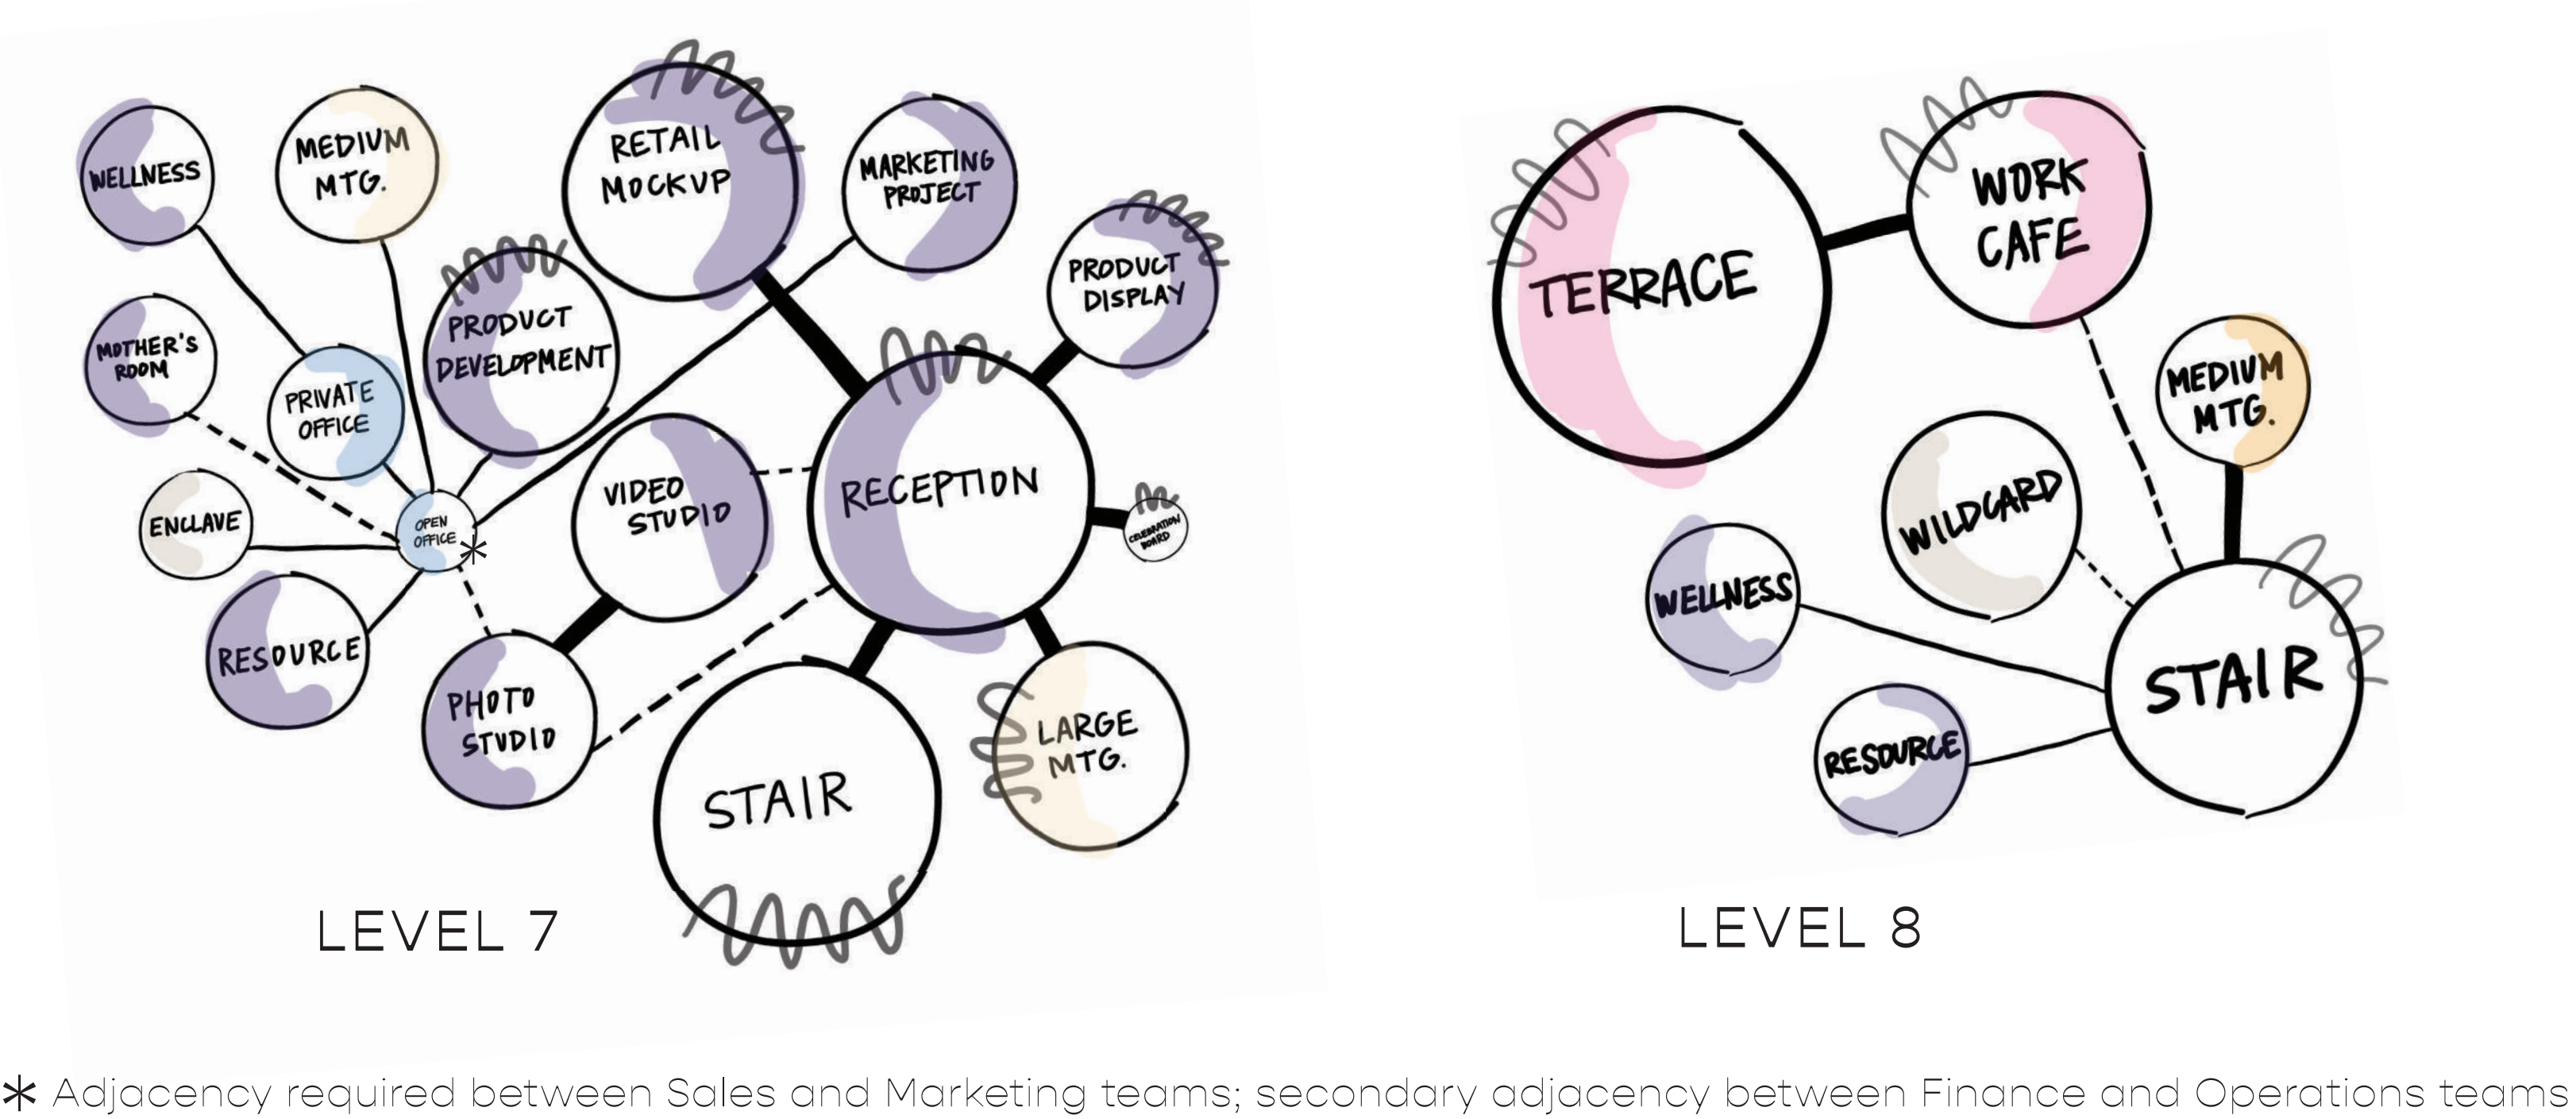 WELLNESS
MEDIUM
MTG.
RETAIL
MOCKUP
MARKETING
PROJECT
PRODUCT
DISPLAY
MOTHER'S
ROOM
PRIVATE
OFFICE
PRODUCT
DEVELOPMENT
ENCLAVE
OPEN
OFFICE *
VIDEO
STUDIO
RECEPTION
CELEBRATION
BOARD
RESOURCE
PHOTO
STUDIO
STAIR
LARGE
MTG.
LEVEL 7
TERRACE
WORK
CAFE
MEDIUM
MTG.
WILDCARD
WELLNESS
STAIR
RESOURCE
LEVEL 8
* Adjacency required between Sales and Marketing teams; secondary adjacency between Finance and Operations teams